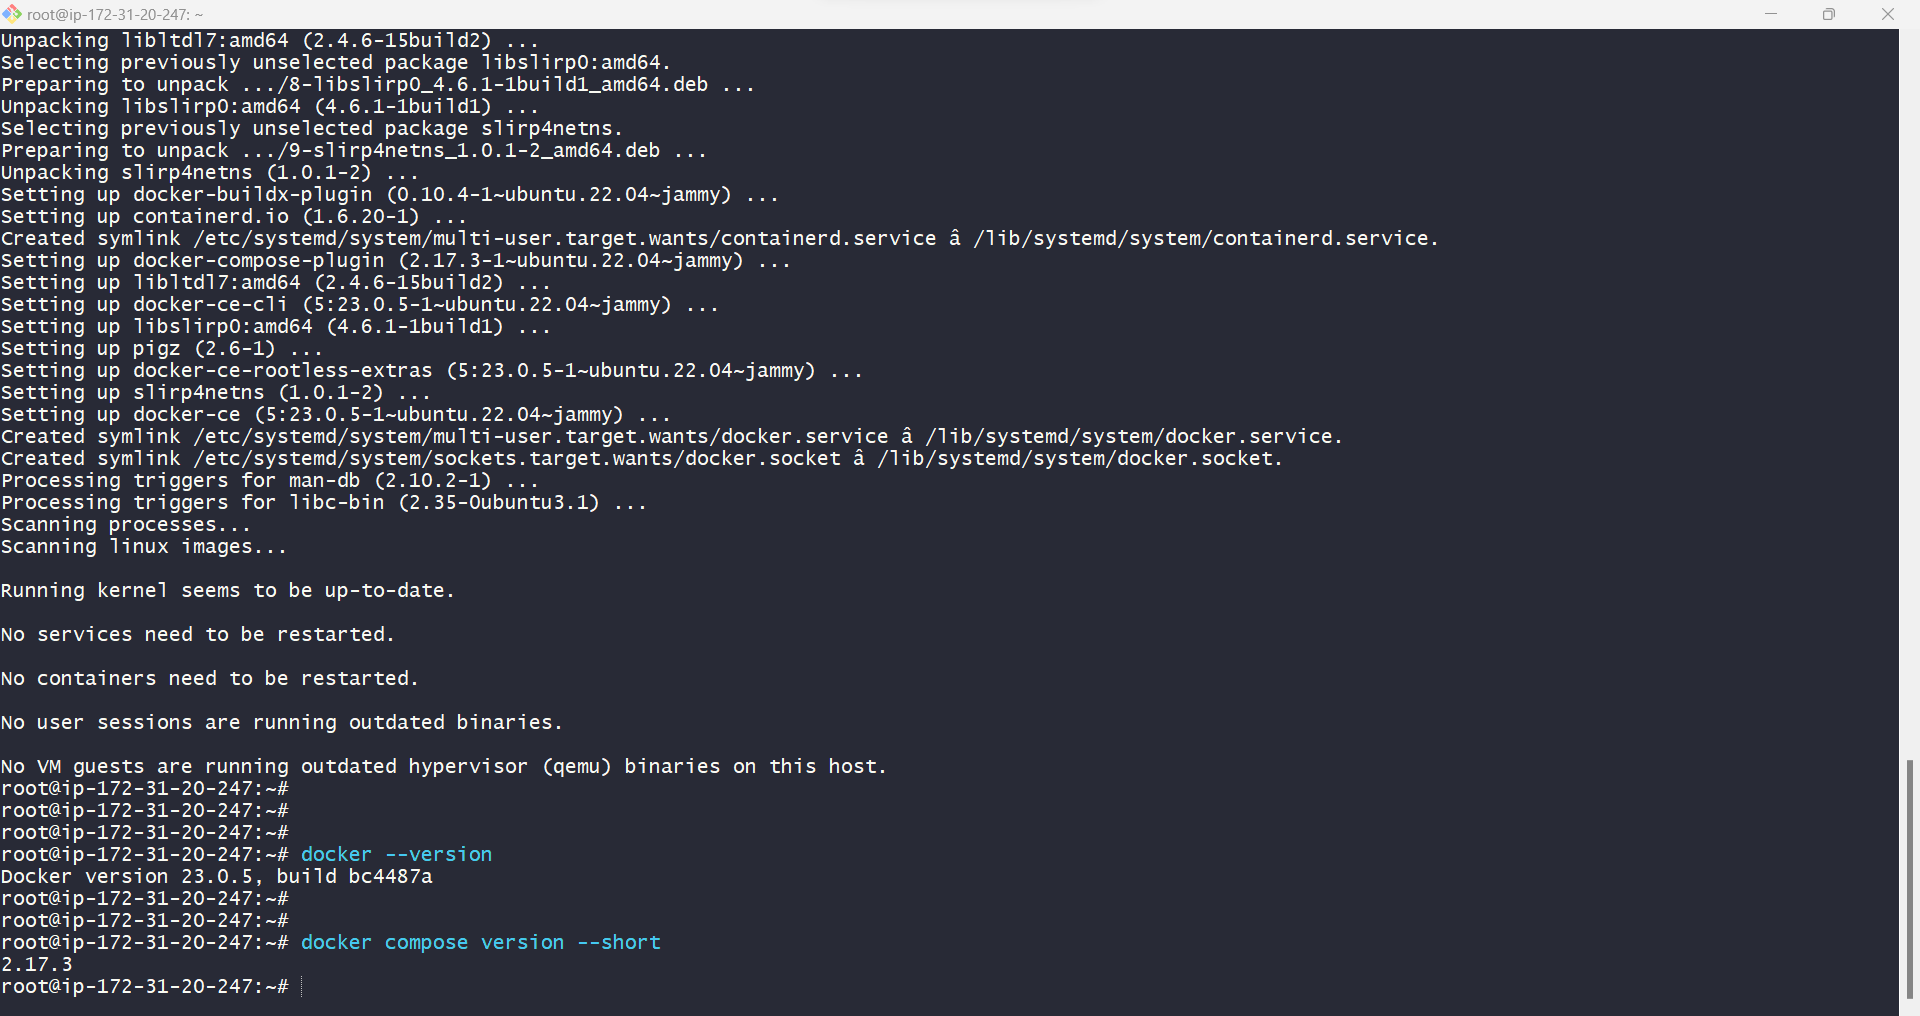 root@ip-172-31-20-247: ~
Unpacking libltdl7:amd64 (2.4.6-15build2) ...
Selecting previously unselected package libslirp0:amd64.
Preparing to unpack .../8-libslirp0_4.6.1-1build1_amd64.deb ...
Unpacking libslirp0:amd64 (4.6.1-1build1) ...
Selecting previously unselected package slirp4netns.
Preparing to unpack .../9-slirp4netns_1.0.1-2_amd64.deb ...
Unpacking slirp4netns (1.0.1-2) ...
Setting up docker-buildx-plugin (0.10.4-1~ubuntu.22.04~jammy) ...
Setting up containerd.io (1.6.20-1) ...
Created symlink /etc/systemd/system/multi-user.target.wants/containerd.service â /lib/systemd/system/containerd.service.
Setting up docker-compose-plugin (2.17.3-1~ubuntu.22.04~jammy) ...
Setting up libltdl7:amd64 (2.4.6-15build2) ...
Setting up docker-ce-cli (5:23.0.5-1~ubuntu.22.04~jammy) ...
Setting up libslirp0:amd64 (4.6.1-1build1) ...
Setting up pigz (2.6-1) ...
Setting up docker-ce-rootless-extras (5:23.0.5-1~ubuntu.22.04~jammy) ...
Setting up slirp4netns (1.0.1-2) ...
Setting up docker-ce (5:23.0.5-1~ubuntu.22.04~jammy) ...
Created symlink /etc/systemd/system/multi-user.target.wants/docker.service â /lib/systemd/system/docker.service.
Created symlink /etc/systemd/system/sockets.target.wants/docker.socket â /lib/systemd/system/docker.socket.
Processing triggers for man-db (2.10.2-1) ...
Processing triggers for libc-bin (2.35-0ubuntu3.1) ...
Scanning processes...
Scanning linux images...
Running kernel seems to be up-to-date.
No services need to be restarted.
No containers need to be restarted.
No user sessions are running outdated binaries.
No VM guests are running outdated hypervisor (qemu) binaries on this host.
root@ip-172-31-20-247:~#
root@ip-172-31-20-247:~#
root@ip-172-31-20-247:~#
root@ip-172-31-20-247:~# docker --version
Docker version 23.0.5, build bc4487a
root@ip-172-31-20-247:~#
root@ip-172-31-20-247:~#
root@ip-172-31-20-247:~# docker compose version --short
2.17.3
root@ip-172-31-20-247:~#